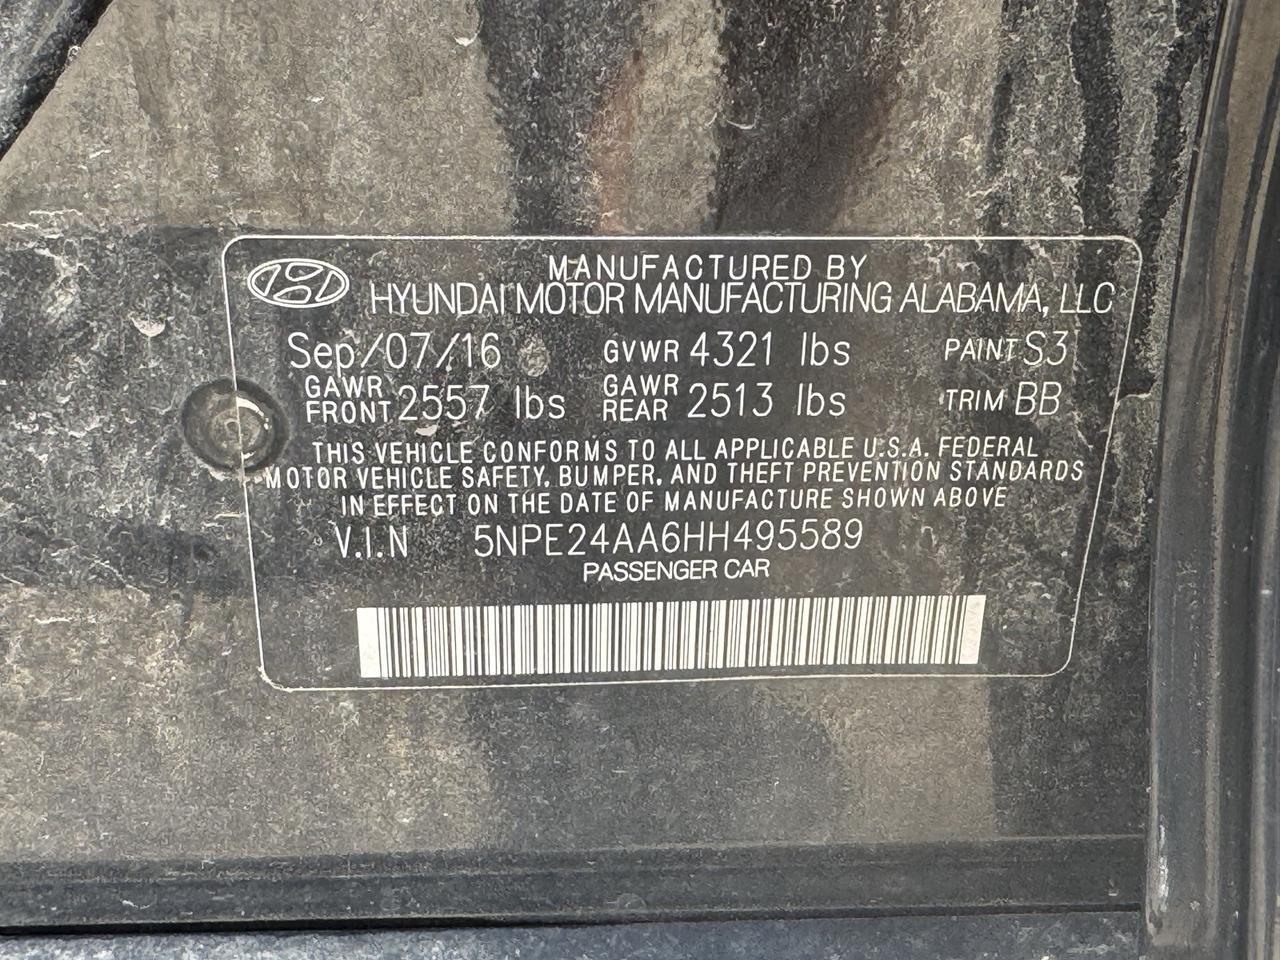 MANUFACTURED BY
HYUNDAI MOTOR MANUFACTURING ALABAMA, LLC
Sep/07/16 GVWR 4321 lbs PAINT S3
GAWR FRONT 2557 lbs GAWR REAR 2513 lbs TRIM BB
THIS VEHICLE CONFORMS TO ALL APPLICABLE U.S.A. FEDERAL
MOTOR VEHICLE SAFETY, BUMPER, AND THEFT PREVENTION STANDARDS
IN EFFECT ON THE DATE OF MANUFACTURE SHOWN ABOVE
V.I.N 5NPE24AA6HH495589
PASSENGER CAR